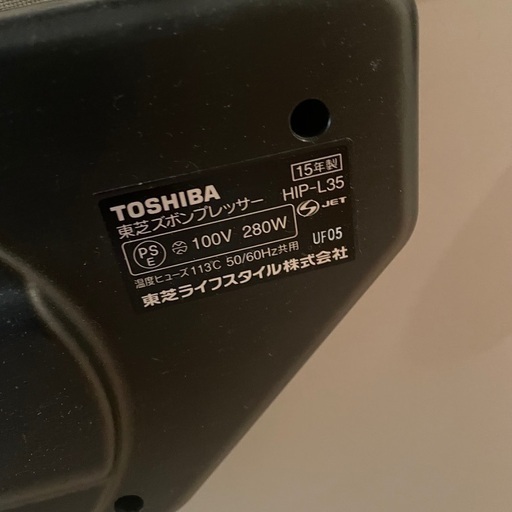 TOSHIBA
15年製
東芝ズボンプレッサー HIP-L35
PS E 100V 280W JET
温度ヒューズ113℃ 50/60Hz共用 UF05
東芝ライフスタイル株式会社